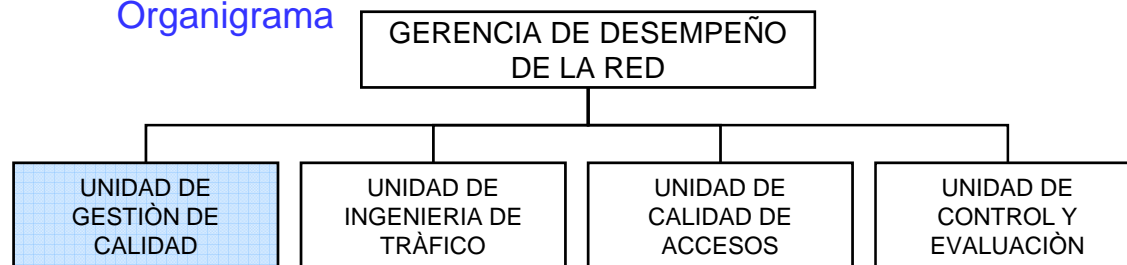 Organigrama
GERENCIA DE DESEMPEÑO
DE LA RED
UNIDAD DE
GESTIÒN DE
CALIDAD
UNIDAD DE
INGENIERIA DE
TRÀFICO
UNIDAD DE
CALIDAD DE
ACCESOS
UNIDAD DE
CONTROL Y
EVALUACIÒN